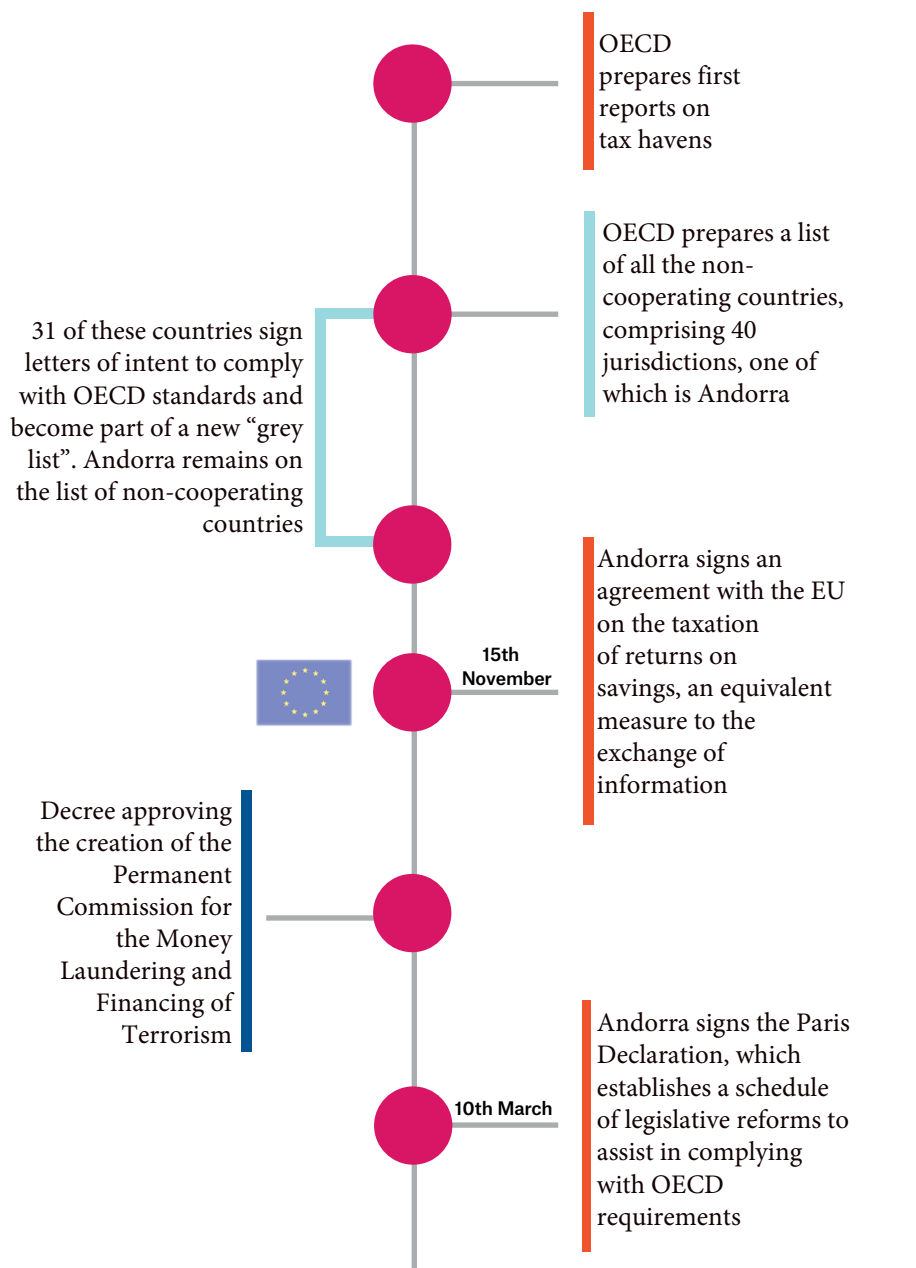 OECD
prepares first
reports on
tax havens
OECD prepares a list
of all the non-
cooperating countries,
comprising 40
jurisdictions, one of
which is Andorra
31 of these countries sign
letters of intent to comply
with OECD standards and
become part of a new “grey
list”. Andorra remains on
the list of non-cooperating
countries
15th
November
Andorra signs an
agreement with the EU
on the taxation
of returns on
savings, an equivalent
measure to the
exchange of
information
Decree approving
the creation of the
Permanent
Commission for
the Money
Laundering and
Financing of
Terrorism
10th March
Andorra signs the Paris
Declaration, which
establishes a schedule
of legislative reforms to
assist in complying
with OECD
requirements